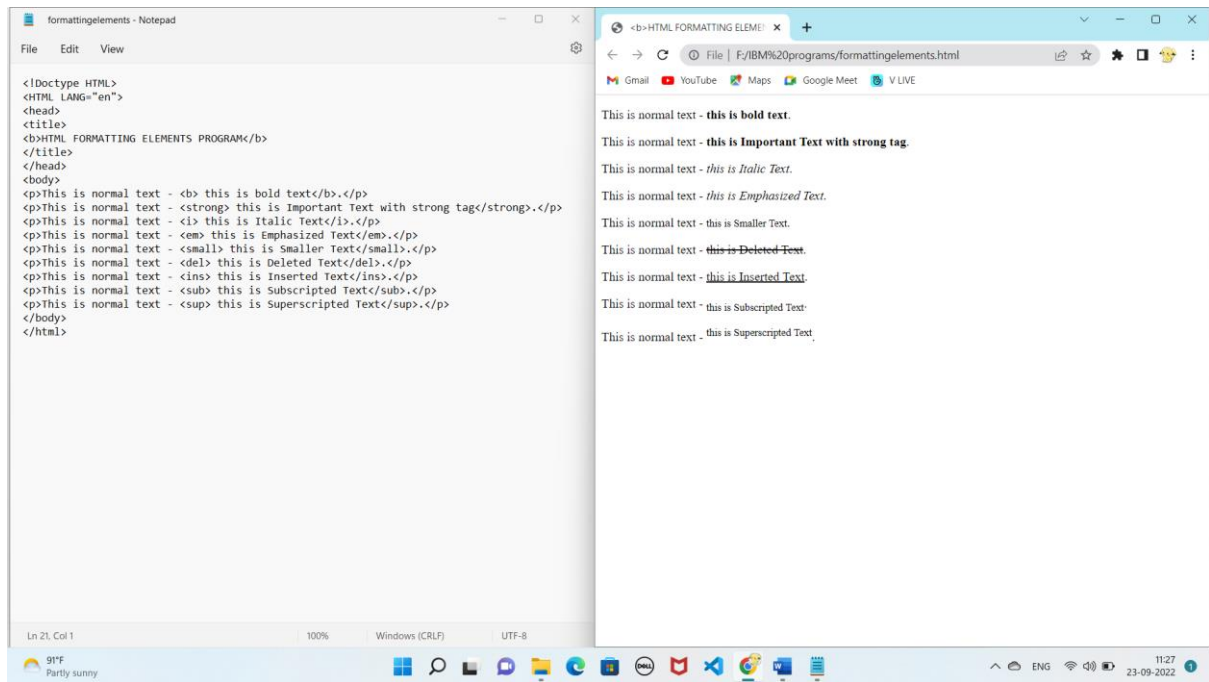 formattingelements - Notepad
File Edit View
<!Doctype HTML>
<HTML LANG="en">
<head>
<title>
<b>HTML FORMATTING ELEMENTS PROGRAM</b>
</title>
</head>
<body>
<p>This is normal text - <b> this is bold text</b>.</p>
<p>This is normal text - <strong> this is Important Text with strong tag</strong>.</p>
<p>This is normal text - <i> this is Italic Text</i>.</p>
<p>This is normal text - <em> this is Emphasized Text</em>.</p>
<p>This is normal text - <small> this is Smaller Text</small>.</p>
<p>This is normal text - <del> this is Deleted Text</del>.</p>
<p>This is normal text - <ins> this is Inserted Text</ins>.</p>
<p>This is normal text - <sub> this is Subscripted Text</sub>.</p>
<p>This is normal text - <sup> this is Superscripted Text</sup>.</p>
</body>
</html>
Ln 21, Col 1 100% Windows (CRLF) UTF-8
<b>HTML FORMATTING ELEME
File F:/IBM%20programs/formattingelements.html
Gmail YouTube Maps Google Meet V LIVE
This is normal text - this is bold text.
This is normal text - this is Important Text with strong tag.
This is normal text - this is Italic Text.
This is normal text - this is Emphasized Text.
This is normal text - this is Smaller Text.
This is normal text - this is Deleted Text.
This is normal text - this is Inserted Text.
This is normal text - this is Subscripted Text.
This is normal text - this is Superscripted Text.
91°F
Partly sunny
DELL
ENG
11:27
23-09-2022
1